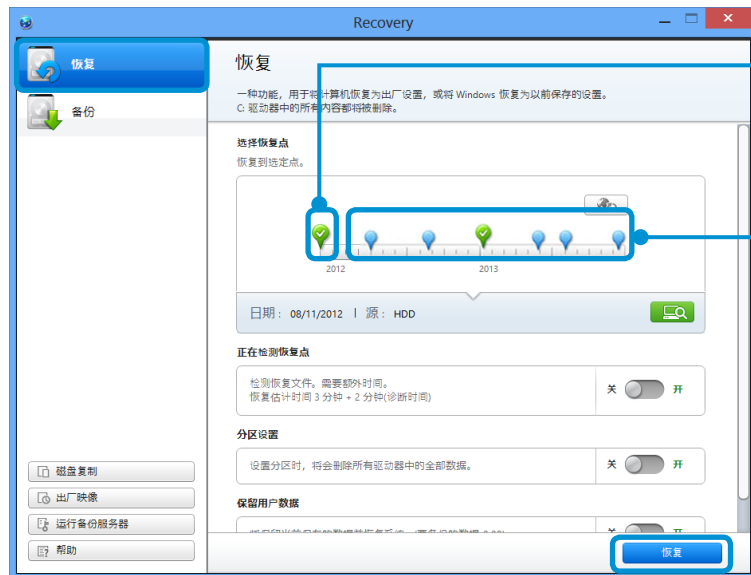 Recovery
恢复
备份
磁盘复制
出厂映像
运行备份服务器
帮助
恢复
一种功能，用于将计算机恢复为出厂设置，或将 Windows 恢复为以前保存的设置。
C: 驱动器中的所有内容都将被删除。
选择恢复点
恢复到选定点。
2012 2013
日期： 08/11/2012 | 源： HDD
正在检测恢复点
检测恢复文件。需要额外时间。
恢复估计时间 3 分钟 + 2 分钟(诊断时间)
关 开
分区设置
设置分区时，将会删除所有驱动器中的全部数据。
关 开
保留用户数据
恢复